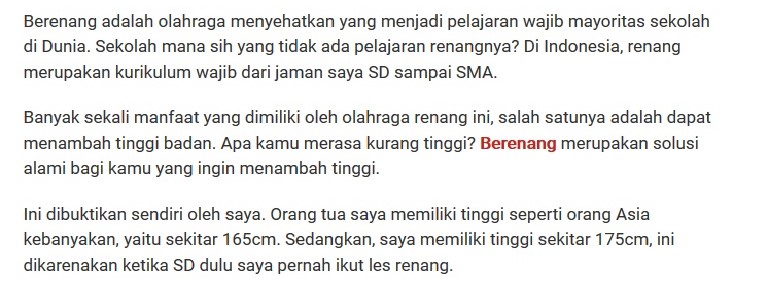 Berenang adalah olahraga menyehatkan yang menjadi pelajaran wajib mayoritas sekolah
di Dunia. Sekolah mana sih yang tidak ada pelajaran renangnya? Di Indonesia, renang
merupakan kurikulum wajib dari jaman saya SD sampai SMA.
Banyak sekali manfaat yang dimiliki oleh olahraga renang ini, salah satunya adalah dapat
menambah tinggi badan. Apa kamu merasa kurang tinggi? Berenang merupakan solusi
alami bagi kamu yang ingin menambah tinggi.
Ini dibuktikan sendiri oleh saya. Orang tua saya memiliki tinggi seperti orang Asia
kebanyakan, yaitu sekitar 165cm. Sedangkan, saya memiliki tinggi sekitar 175cm, ini
dikarenakan ketika SD dulu saya pernah ikut les renang.